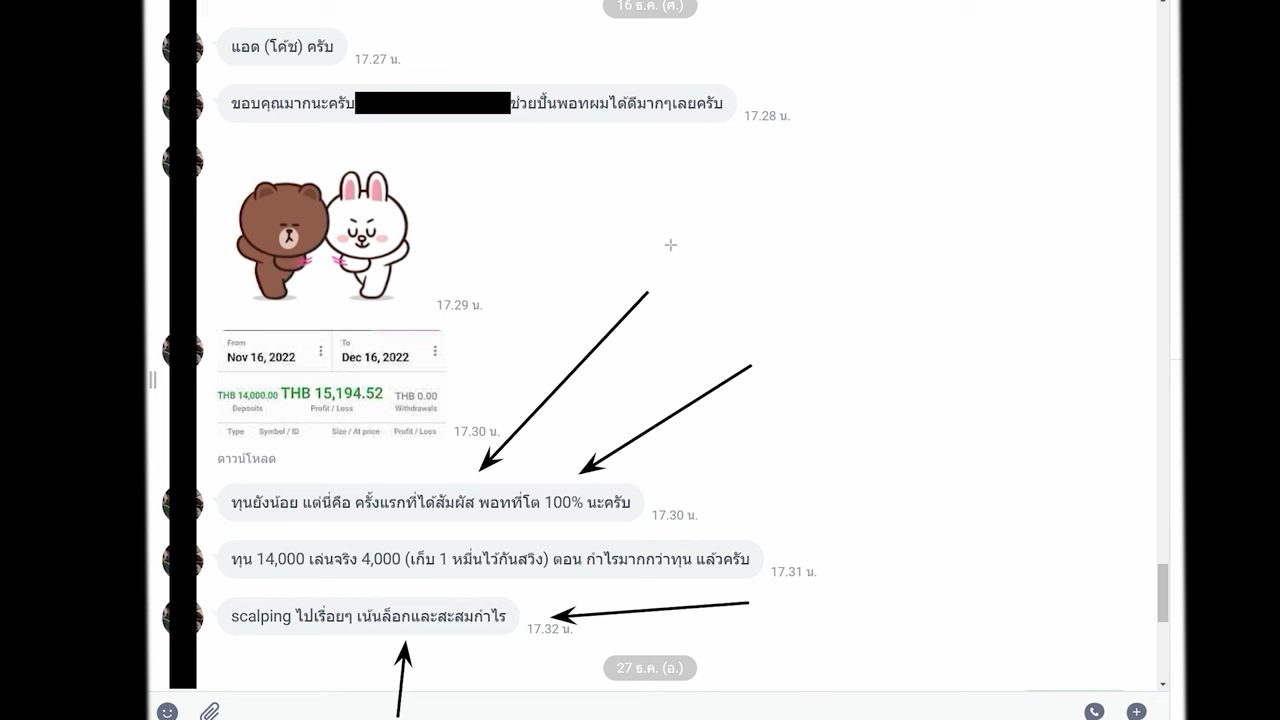 16 ธ.ค. (ศ.)
แอด (โค้ช) ครับ
17.27 น.
ขอบคุณมากนะครับ ช่วยปั้นพอทผมได้ดีมากๆเลยครับ
17.28 น.
17.29 น.
From
Nov 16, 2022
To
Dec 16, 2022
THB 14,000.00 THB 15,194.52 THB 0.00
Deposits Profit / Loss Withdrawals
Type Symbol / ID Size / At price Profit / Loss
17.30 น.
ดาวน์โหลด
ทุนยังน้อย แต่นี่คือ ครั้งแรกที่ได้สัมผัส พอทที่โต 100% นะครับ
17.30 น.
ทุน 14,000 เล่นจริง 4,000 (เก็บ 1 หมื่นไว้กันสวิง) ตอน กำไรมากกว่าทุน แล้วครับ
17.31 น.
scalping ไปเรื่อยๆ เน้นล็อกและสะสมกำไร
17.32 น.
27 ธ.ค. (อ.)